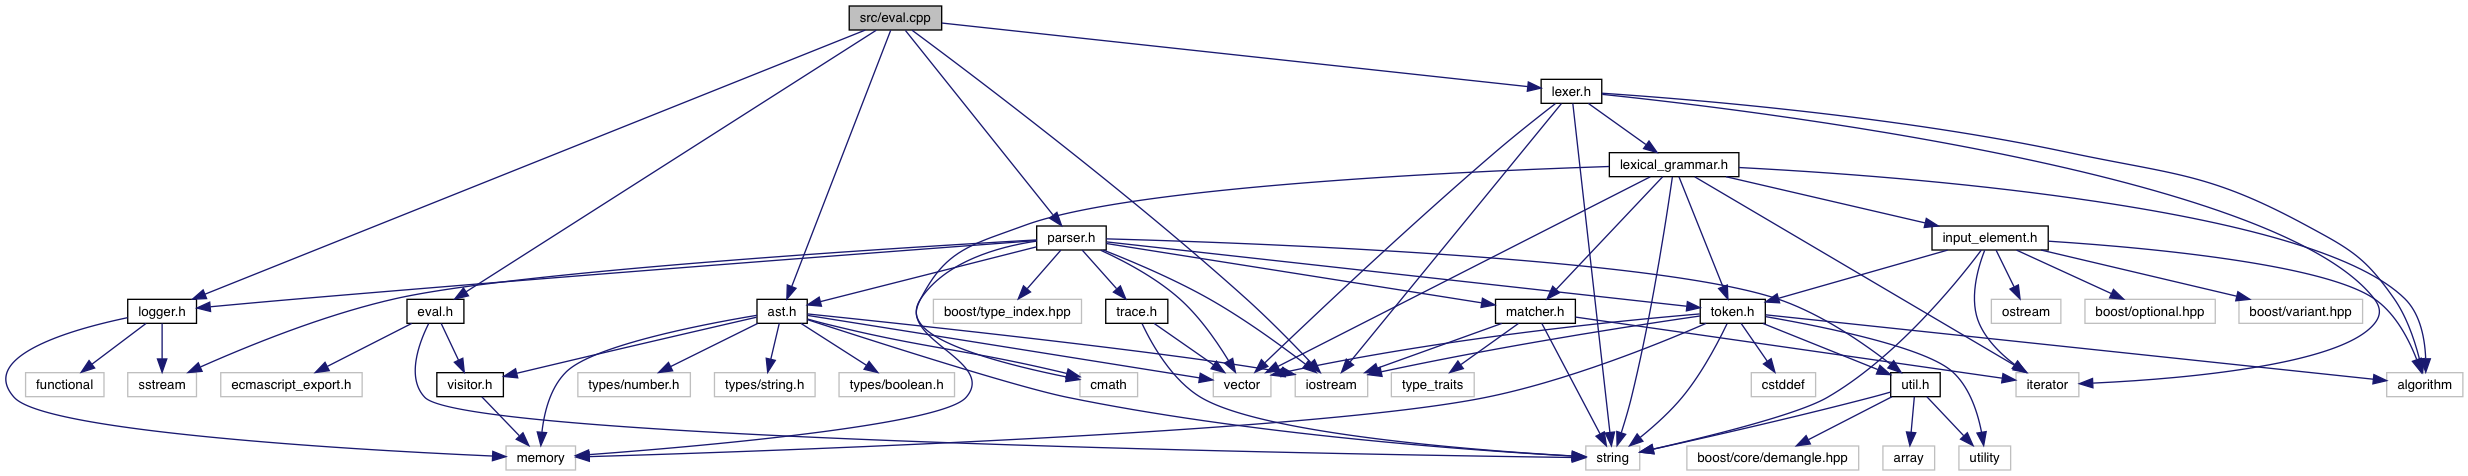 src/eval.cpp
lexer.h
lexical_grammar.h
parser.h
input_element.h
logger.h
eval.h
ast.h
boost/type_index.hpp
trace.h
matcher.h
token.h
ostream
boost/optional.hpp
boost/variant.hpp
functional
sstream
ecmascript_export.h
visitor.h
types/number.h
types/string.h
types/boolean.h
cmath
vector
iostream
type_traits
cstddef
util.h
iterator
algorithm
memory
string
boost/core/demangle.hpp
array
utility